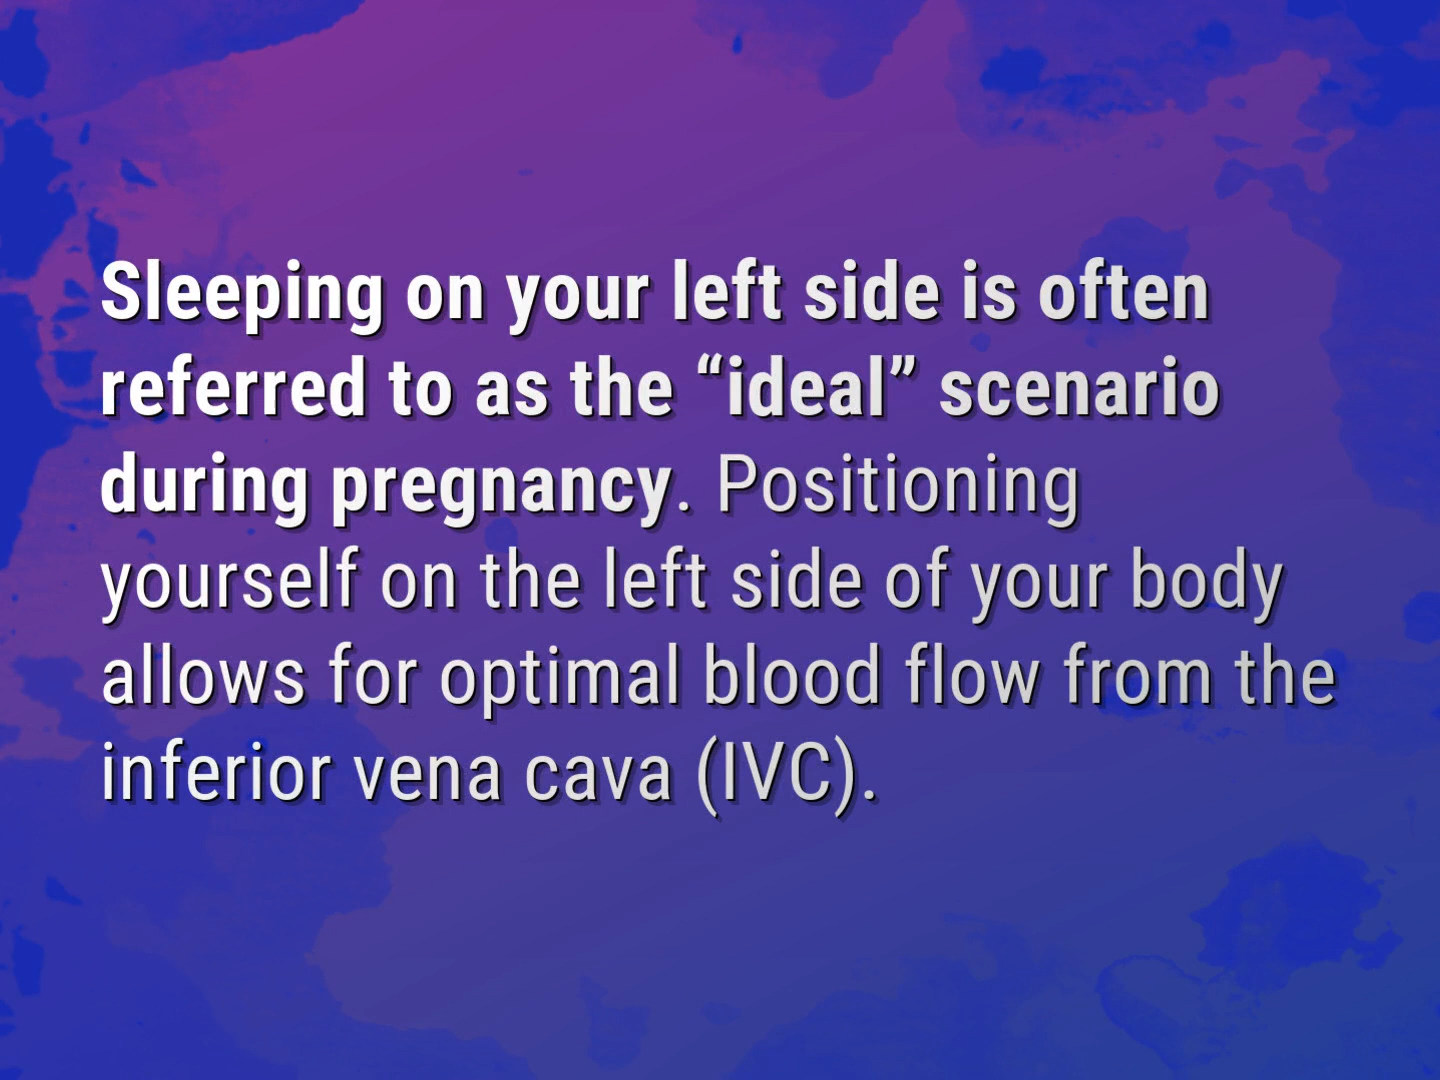 Sleeping on your left side is often
referred to as the “ideal” scenario
during pregnancy. Positioning
yourself on the left side of your body
allows for optimal blood flow from the
inferior vena cava (IVC).